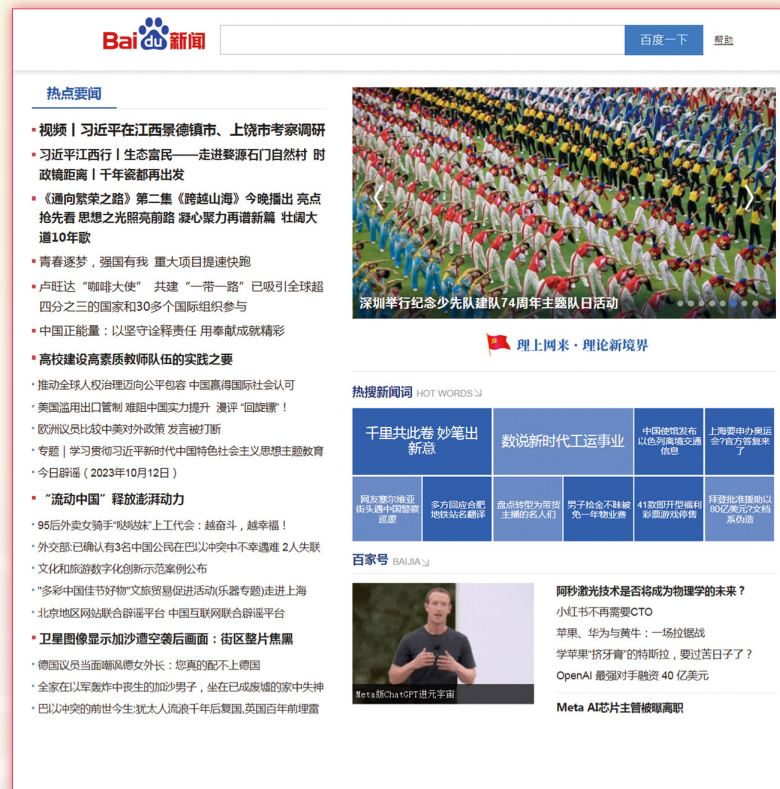 Bai du 新闻
百度一下
帮助
热点要闻
视频丨习近平在江西景德镇市、上饶市考察调研
习近平江西行丨生态富民——走进婺源石门自然村 时
政镜距离丨千年瓷都再出发
《通向繁荣之路》第二集《跨越山海》今晚播出 亮点
抢先看 思想之光照亮前路 凝心聚力再谱新篇 壮阔大
道10年歌
青春逐梦，强国有我 重大项目提速快跑
卢旺达“咖啡大使” 共建“一带一路”已吸引全球超
四分之三的国家和30多个国际组织参与
中国正能量：以坚守诠释责任 用奉献成就精彩
高校建设高素质教师队伍的实践之要
推动全球人权治理迈向公平包容 中国赢得国际社会认可
美国滥用出口管制 难阻中国实力提升 漫评 “回旋镖”！
欧洲议员比较中美对外政策 发言被打断
专题丨学习贯彻习近平新时代中国特色社会主义思想主题教育
今日辟谣（2023年10月12日）
“流动中国”释放澎湃动力
95后外卖女骑手“哒哒妹”上工代会：越奋斗，越幸福！
外交部:已确认有3名中国公民在巴以冲突中不幸遇难 2人失联
文化和旅游数字化创新示范案例公布
“多彩中国佳节好物”文旅贸易促进活动(乐器专题)走进上海
北京地区网站联合辟谣平台 中国互联网联合辟谣平台
卫星图像显示加沙遭空袭后画面：街区整片焦黑
德国议员当面嘲讽德女外长：您真的配不上德国
全家在以军轰炸中丧生的加沙男子，坐在已成废墟的家中失神
巴以冲突的前世今生:犹太人流浪千年后复国,英国百年前埋雷
深圳举行纪念少先队建队74周年主题队日活动
理上网来·理论新境界
热搜新闻词 HOT WORDS
千里共此卷 妙笔出
新意
数说新时代工运事业
中国使馆发布
以色列离境交通
信息
上海要申办奥运
会?官方答复来
了
网友塞尔维亚
街头遇中国警察
巡逻
多方回应合肥
地铁站名翻译
盘点转型为带货
主播的名人们
男子拾金不昧被
免一年物业费
41款即开型福利
彩票游戏停售
拜登批准援助以
80亿美元?文档
系伪造
百家号 BAIJIA
Meta版ChatGPT进元宇宙
阿秒激光技术是否将成为物理学的未来？
小红书不再需要CTO
苹果、华为与黄牛：一场拉锯战
学苹果“挤牙膏”的特斯拉，要过苦日子了？
OpenAI 最强对手融资 40 亿美元
Meta AI芯片主管被曝离职